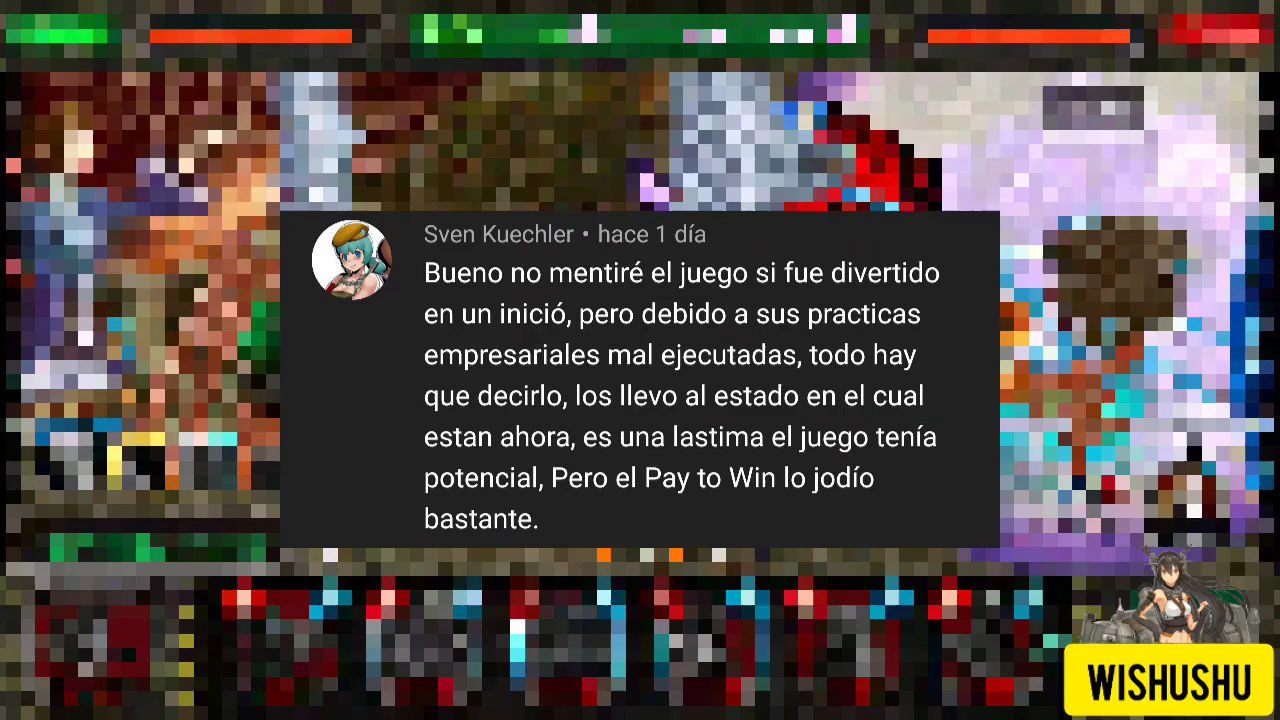 Sven Kuechler • hace 1 día
Bueno no mentiré el juego si fue divertido
en un inició, pero debido a sus practicas
empresariales mal ejecutadas, todo hay
que decirlo, los llevo al estado en el cual
estan ahora, es una lastima el juego tenía
potencial, Pero el Pay to Win lo jodío
bastante.
WISHUSHU